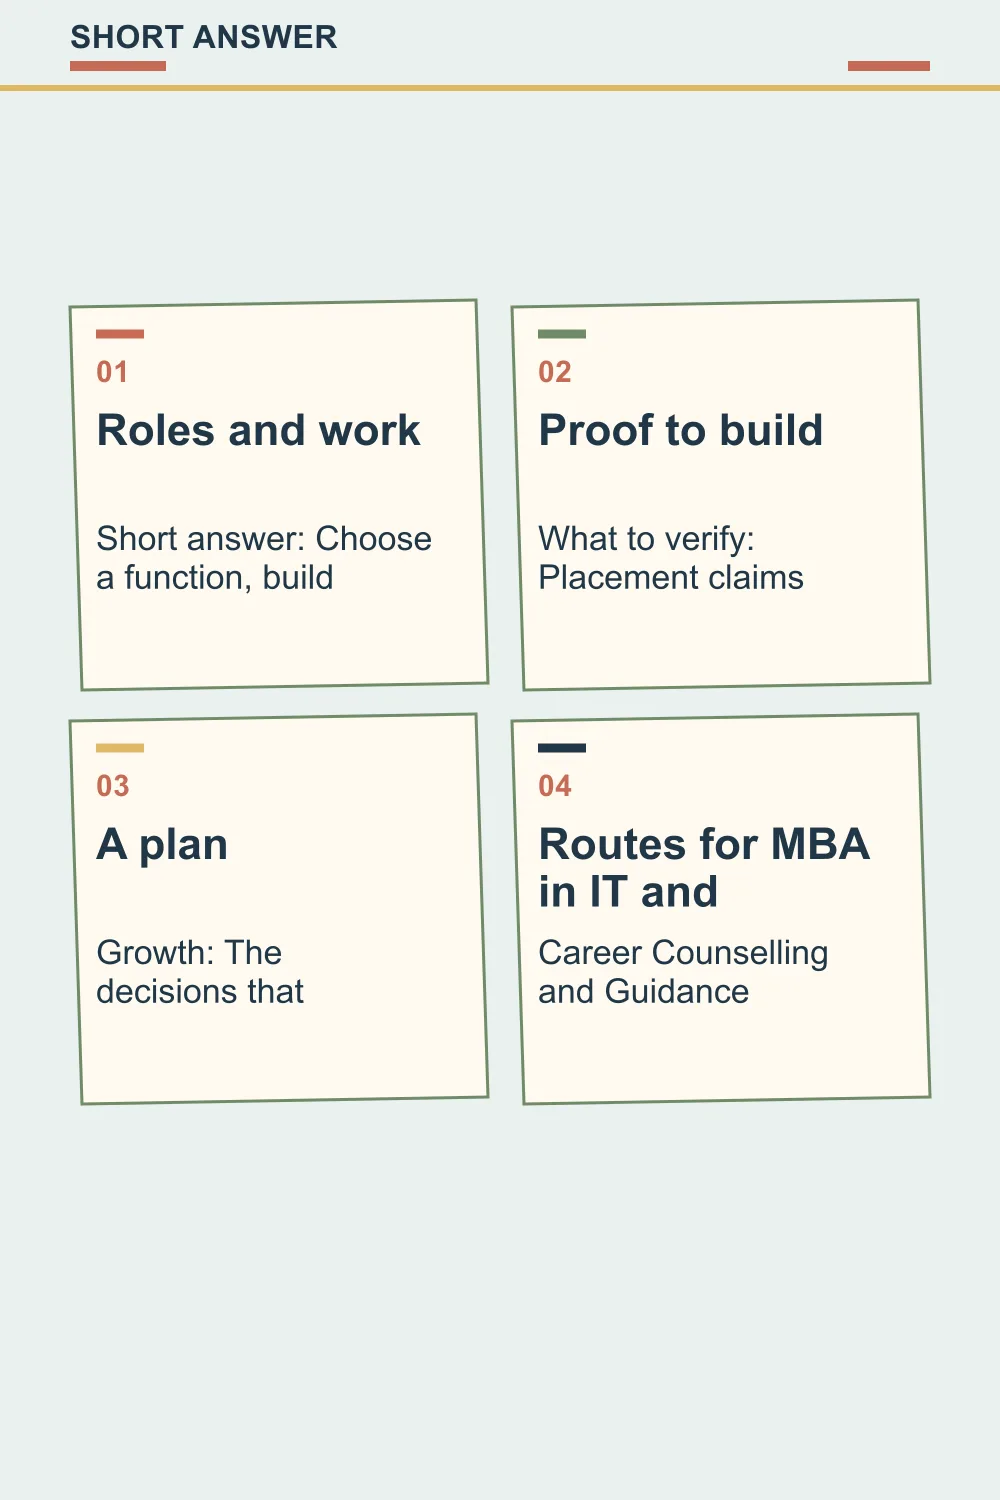 SHORT ANSWER
01
Roles and work
Short answer: Choose
a function, build
02
Proof to build
What to verify:
Placement claims
03
A plan
Growth: The
decisions that
04
Routes for MBA
in IT and
Career Counselling
and Guidance